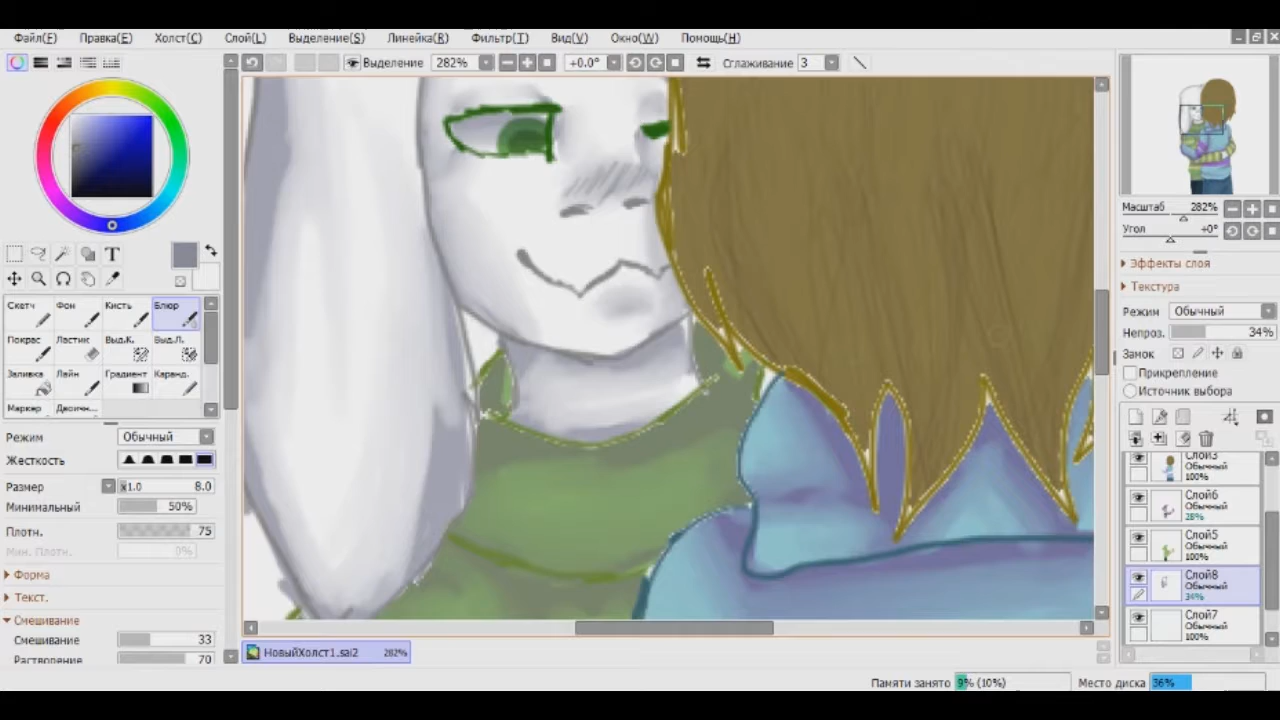 Файл(F) Правка(E) Холст(C) Слой(L) Выделение(S) Линейка(R) Фильтр(T) Вид(V) Окно(W) Помощь(H)
Выделение 282% +0.0° Сглаживание 3
Масштаб 282%
Угол +0°
T
Скетч Фон Кисть Блюр
Покрас Ластик Выд.К. Выд.Л.
Заливка Лайн Градиент Каранд.
Маркер Двоичн...
Режим Обычный
Жесткость
Размер x1.0 8.0
Минимальный 50%
Плотн. 75
Мин. Плотн. 0%
Форма
Текст.
Смешивание
Смешивание 33
Растворение 70
Эффекты слоя
Текстура
Режим Обычный
Непроз. 34%
Замок
Прикрепление
Источник выбора
Слой3
Обычный
100%
Слой6
Обычный
28%
Слой5
Обычный
100%
Слой8
Обычный
34%
Слой7
Обычный
100%
НовыйХолст1.sai2 282%
Памяти занято 9% (10%) Место диска 36%